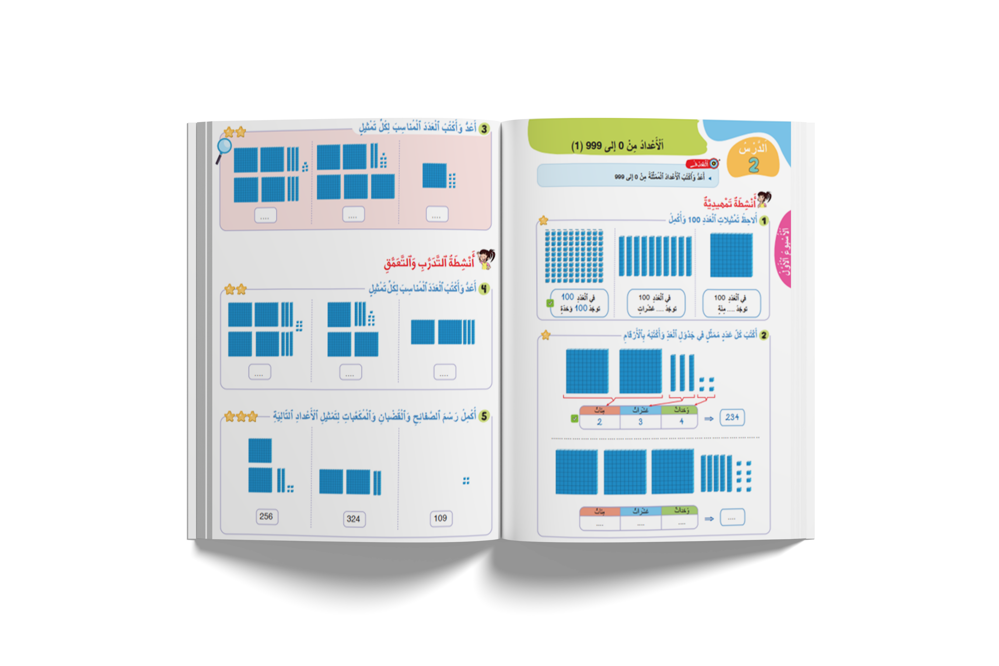 اَلدَّرْسُ
2
اَلْأَعْدادُ مِنْ 0 إلى 999 (1)
◂ أَعُدُّ وَأَكْتُبُ ٱلْأَعْدادَ ٱلْمُمَثَّلَةَ مِنْ 0 إلى 999
اَلْأُسْبوعُ ٱلْأَوَّلُ
أَنْشِطَةٌ تَمْهيدِيَّةٌ
1 أُلاحِظُ تَمْثيلاتِ ٱلْعَدَدِ 100 وَأُكْمِلُ
في ٱلْعَدَدِ 100
توجَدُ .... مِئَةٌ
في ٱلْعَدَدِ 100
توجَدُ .... عَشَراتٍ
في ٱلْعَدَدِ 100
توجَدُ 100 وَحْدَةٍ
2 أَكْتُبُ كُلَّ عَدَدٍ مُمَثَّلٍ في جَدْوَلِ ٱلْعَدِّ وَأَكْتُبُهُ بِٱلْأَرْقامِ
مِئاتٌ عَشَراتٌ وَحَداتٌ
2 3 4 ⇒ 234
مِئاتٌ عَشَراتٌ وَحَداتٌ
.... .... .... ⇒ ....
3 أَعُدُّ وَأَكْتُبُ ٱلْعَدَدَ ٱلْمُناسِبَ لِكُلِّ تَمْثيلٍ
.... .... ....
أَنْشِطَةُ ٱلتَّدَرُّبِ وَٱلتَّعَمُّقِ
4 أَعُدُّ وَأَكْتُبُ ٱلْعَدَدَ ٱلْمُناسِبَ لِكُلِّ تَمْثيلٍ
.... .... ....
5 أُكْمِلُ رَسْمَ ٱلصَّفائِحِ وَٱلْقُضْبانِ وَٱلْمُكَعَّباتِ لِتَمْثيلِ ٱلْأَعْدادِ ٱلتَّالِيَةِ
256 324 109